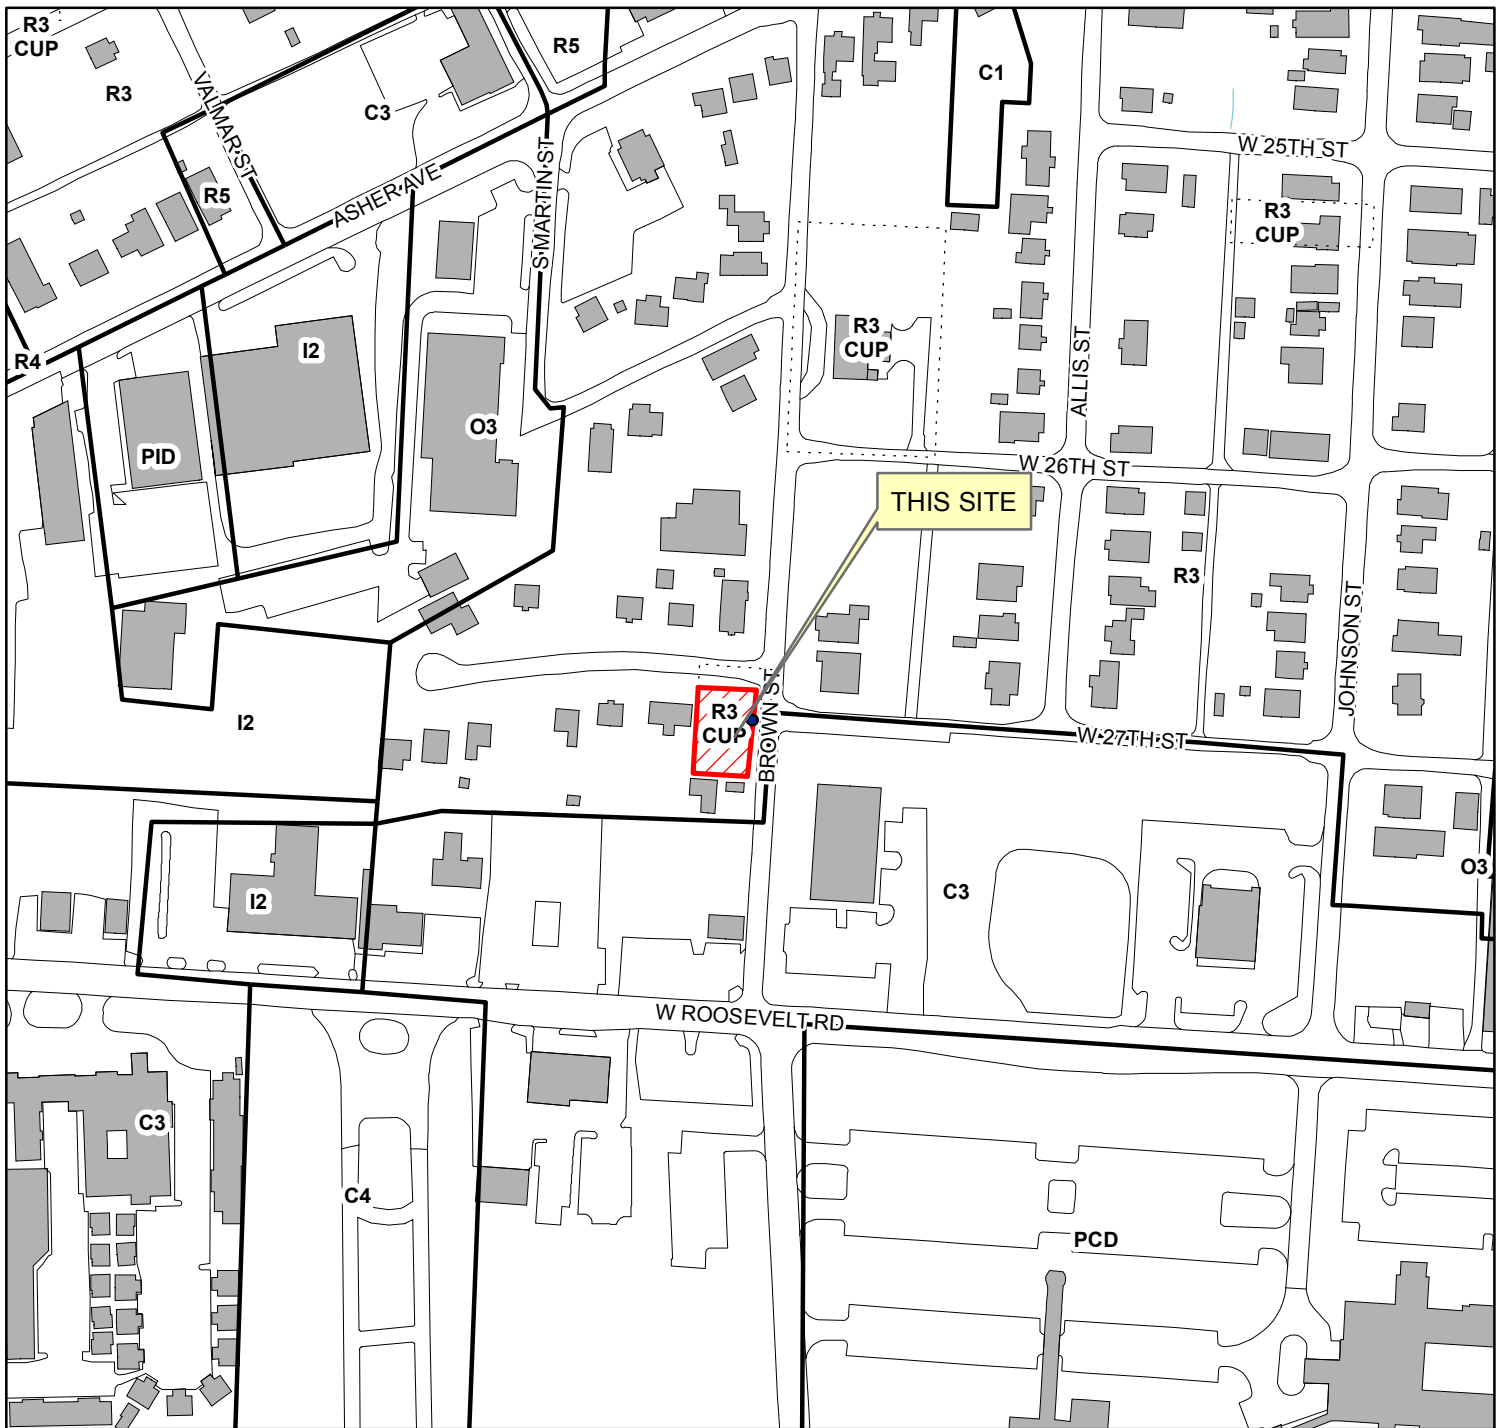 R3
CUP
R3
VALMAR ST
C3
R5
C1
W 25TH ST
R5
ASHER AVE
S MARTIN ST
R3
CUP
R4
I2
R3
CUP
ALLIS ST
PID
O3
W 26TH ST
THIS SITE
R3
JOHNSON ST
I2
R3
CUP
BROWN ST
W 27TH ST
O3
I2
C3
W ROOSEVELT RD
C3
C4
PCD